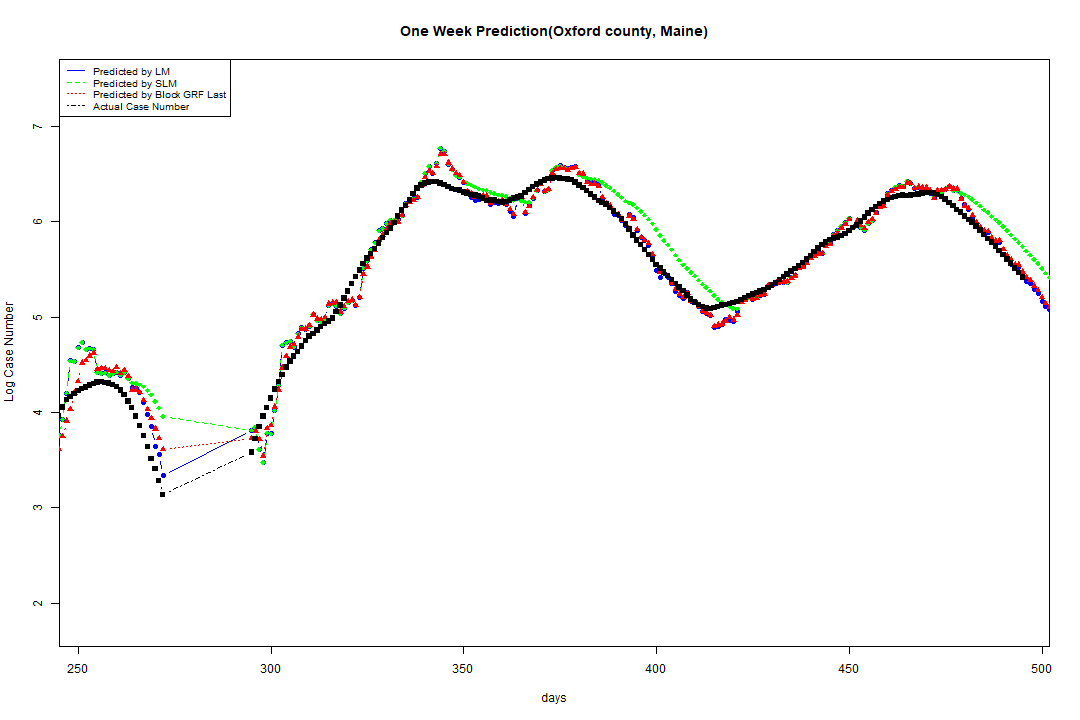 One Week Prediction(Oxford county, Maine)
Predicted by LM
Predicted by SLM
Predicted by Block GRF Last
Actual Case Number
Log Case Number
7
6
5
4
3
2
250 300 350 400 450 500
days